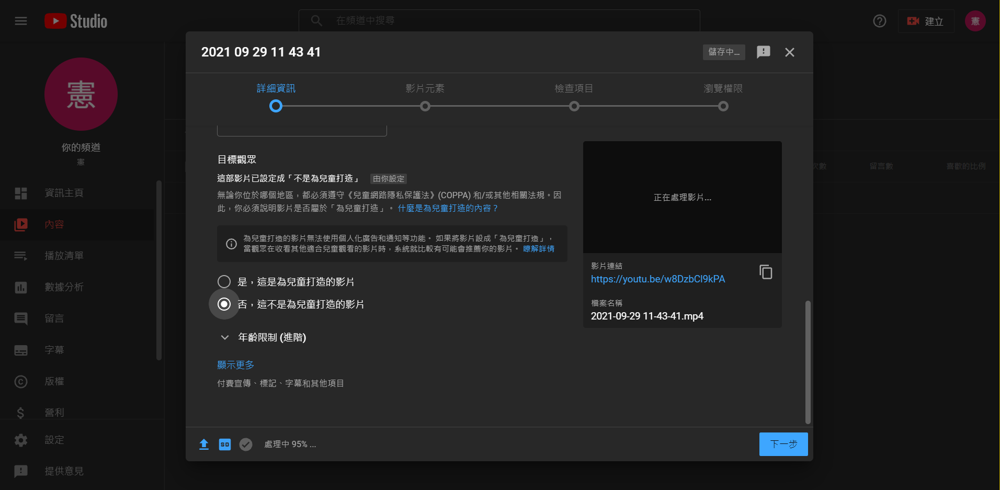 Studio
在頻道中搜尋
建立
憲
2021 09 29 11 43 41
儲存中...
詳細資訊
影片元素
檢查項目
瀏覽權限
憲
你的頻道
憲
資訊主頁
內容
播放清單
數據分析
留言
字幕
版權
營利
設定
提供意見
目標觀眾
這部影片已設定成「不是為兒童打造」 由你設定
無論你位於哪個地區，都必須遵守《兒童網路隱私保護法》(COPPA) 和/或其他相關法規。因
此，你必須說明影片是否屬於「為兒童打造」。 什麼是為兒童打造的內容？
為兒童打造的影片無法使用個人化廣告和通知等功能。 如果將影片設成「為兒童打造」，
當觀眾在收看其他適合兒童觀看的影片時，系統就比較有可能會推薦你的影片。 瞭解詳情
是，這是為兒童打造的影片
否，這不是為兒童打造的影片
年齡限制 (進階)
顯示更多
付費宣傳、標記、字幕和其他項目
正在處理影片...
影片連結
https://youtu.be/w8DzbCl9kPA
檔案名稱
2021-09-29 11-43-41.mp4
次數
留言數
喜歡的比例
SD
處理中 95% ...
下一步